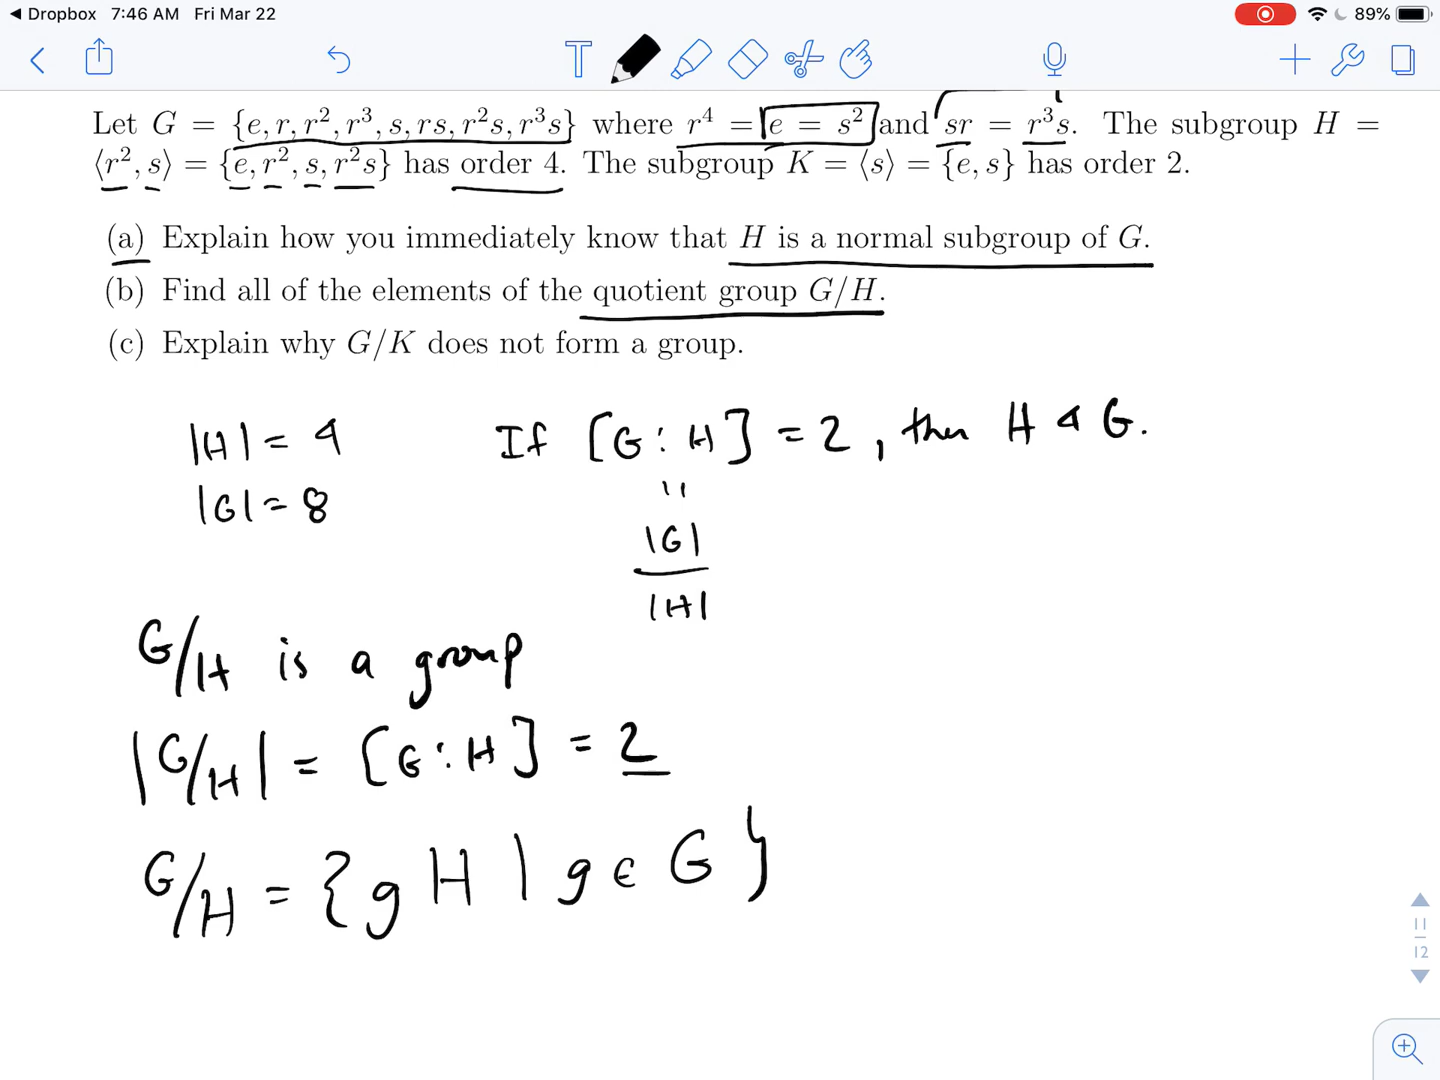 Dropbox 7:46 AM Fri Mar 22 89%
T
Let G = {e, r, r², r³, s, rs, r²s, r³s} where r⁴ = e = s² and sr = r³s. The subgroup H =
⟨r², s⟩ = {e, r², s, r²s} has order 4. The subgroup K = ⟨s⟩ = {e, s} has order 2.
(a) Explain how you immediately know that H is a normal subgroup of G.
(b) Find all of the elements of the quotient group G/H.
(c) Explain why G/K does not form a group.
|H| = 4 If [G : H] = 2, then H ⊲ G.
|G| = 8 =
|G|
|H|
G/H is a group
|G/H| = [G : H] = 2
G/H = {gH | g ∈ G}
11
12